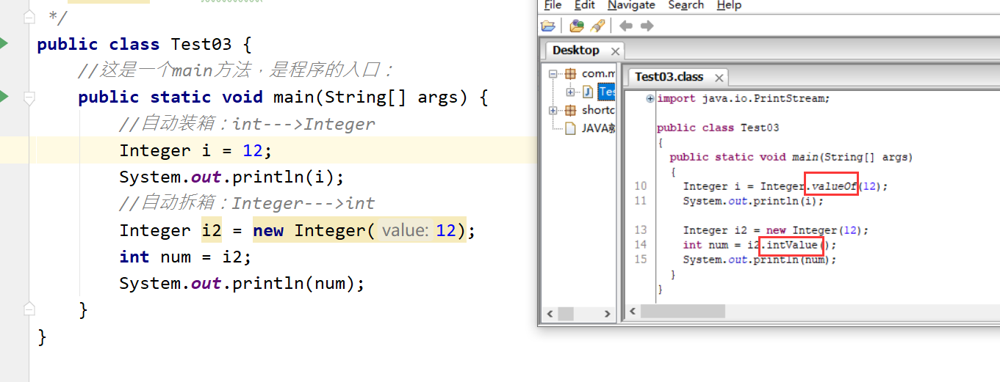 */
public class Test03 {
//这是一个main方法，是程序的入口：
public static void main(String[] args) {
//自动装箱：int--->Integer
Integer i = 12;
System.out.println(i);
//自动拆箱：Integer--->int
Integer i2 = new Integer( value: 12);
int num = i2;
System.out.println(num);
}
}
File Edit Navigate Search Help
Desktop
com.m
Te
shortc
JAVA
Test03.class
import java.io.PrintStream;
public class Test03
{
public static void main(String[] args)
{
10 Integer i = Integer.valueOf(12);
11 System.out.println(i);
13 Integer i2 = new Integer(12);
14 int num = i2.intValue();
15 System.out.println(num);
}
}